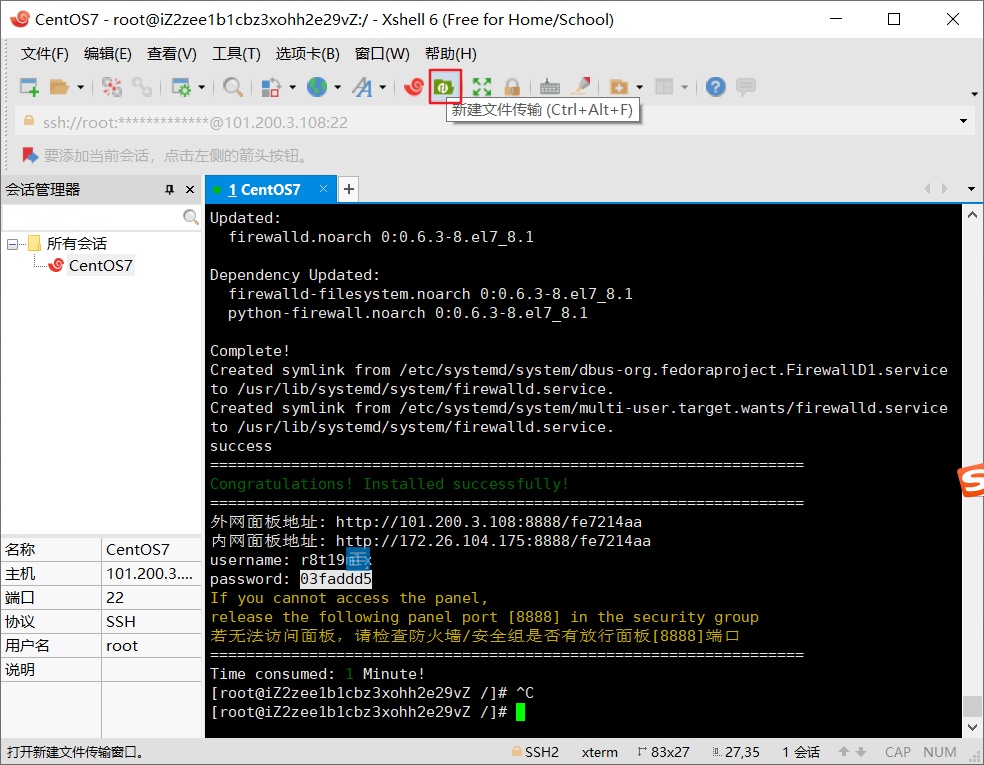 CentOS7 - root@iZ2zee1b1cbz3xohh2e29vZ:/ - Xshell 6 (Free for Home/School)
文件(F) 编辑(E) 查看(V) 工具(T) 选项卡(B) 窗口(W) 帮助(H)
新建文件传输 (Ctrl+Alt+F)
ssh://root:*************@101.200.3.108:22
要添加当前会话，点击左侧的箭头按钮。
会话管理器
1 CentOS7
所有会话
CentOS7
Updated:
firewalld.noarch 0:0.6.3-8.el7_8.1
Dependency Updated:
firewalld-filesystem.noarch 0:0.6.3-8.el7_8.1
python-firewall.noarch 0:0.6.3-8.el7_8.1
Complete!
Created symlink from /etc/systemd/system/dbus-org.fedoraproject.FirewallD1.service
to /usr/lib/systemd/system/firewalld.service.
Created symlink from /etc/systemd/system/multi-user.target.wants/firewalld.service
to /usr/lib/systemd/system/firewalld.service.
success
==================================================================
Congratulations! Installed successfully!
==================================================================
外网面板地址: http://101.200.3.108:8888/fe7214aa
内网面板地址: http://172.26.104.175:8888/fe7214aa
username:
password: 03faddd5
If you cannot access the panel,
release the following panel port [8888] in the security group
若无法访问面板，请检查防火墙/安全组是否有放行面板[8888]端口
==================================================================
Time consumed: 1 Minute!
[root@iZ2zee1b1cbz3xohh2e29vZ /]# ^C
[root@iZ2zee1b1cbz3xohh2e29vZ /]#
名称 CentOS7
主机 101.200.3....
端口 22
协议 SSH
用户名 root
说明
打开新建文件传输窗口。 SSH2 xterm 83x27 27,35 1 会话 CAP NUM